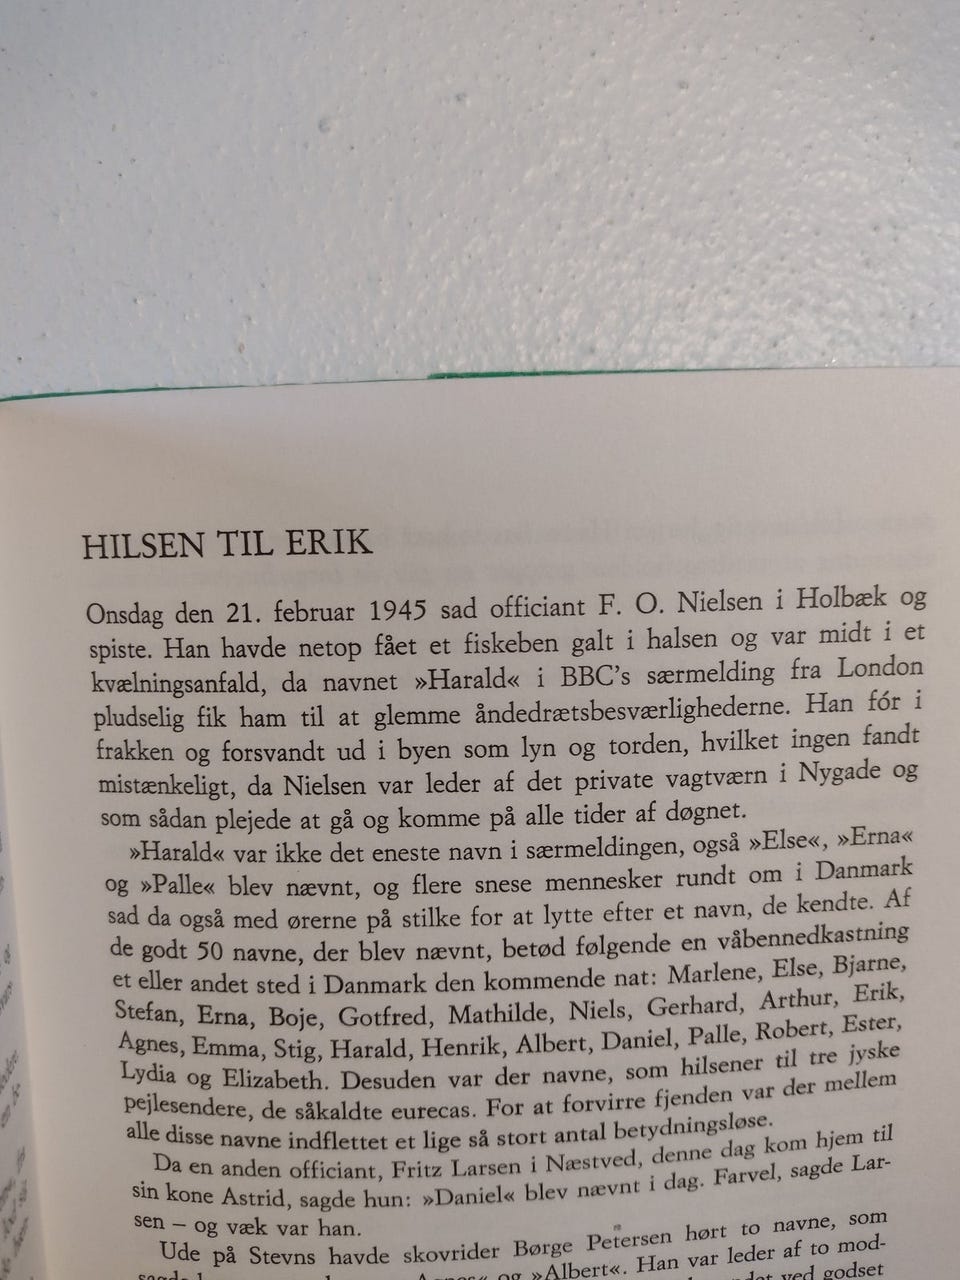 HILSEN TIL ERIK
Onsdag den 21. februar 1945 sad officiant F. O. Nielsen i Holbæk og
spiste. Han havde netop fået et fiskeben galt i halsen og var midt i et
kvælningsanfald, da navnet »Harald« i BBC's særmelding fra London
pludselig fik ham til at glemme åndedrætsbesværlighederne. Han fór i
frakken og forsvandt ud i byen som lyn og torden, hvilket ingen fandt
mistænkeligt, da Nielsen var leder af det private vagtværn i Nygade og
som sådan plejede at gå og komme på alle tider af døgnet.
»Harald« var ikke det eneste navn i særmeldingen, også »Else«, »Erna«
og »Palle« blev nævnt, og flere snese mennesker rundt om i Danmark
sad da også med ørerne på stilke for at lytte efter et navn, de kendte. Af
de godt 50 navne, der blev nævnt, betød følgende en våbennedkastning
et eller andet sted i Danmark den kommende nat: Marlene, Else, Bjarne,
Stefan, Erna, Boje, Gotfred, Mathilde, Niels, Gerhard, Arthur, Erik,
Agnes, Emma, Stig, Harald, Henrik, Albert, Daniel, Palle, Robert, Ester,
Lydia og Elizabeth. Desuden var der navne, som hilsener til tre jyske
pejlesendere, de såkaldte eurecas. For at forvirre fjenden var der mellem
alle disse navne indflettet et lige så stort antal betydningsløse.
Da en anden officiant, Fritz Larsen i Næstved, denne dag kom hjem til
sin kone Astrid, sagde hun: »Daniel« blev nævnt i dag. Farvel, sagde Lar-
sen – og væk var han.
Ude på Stevns havde skovrider Børge Petersen hørt to navne, som
og »Albert«. Han var leder af to mod-
ved godset